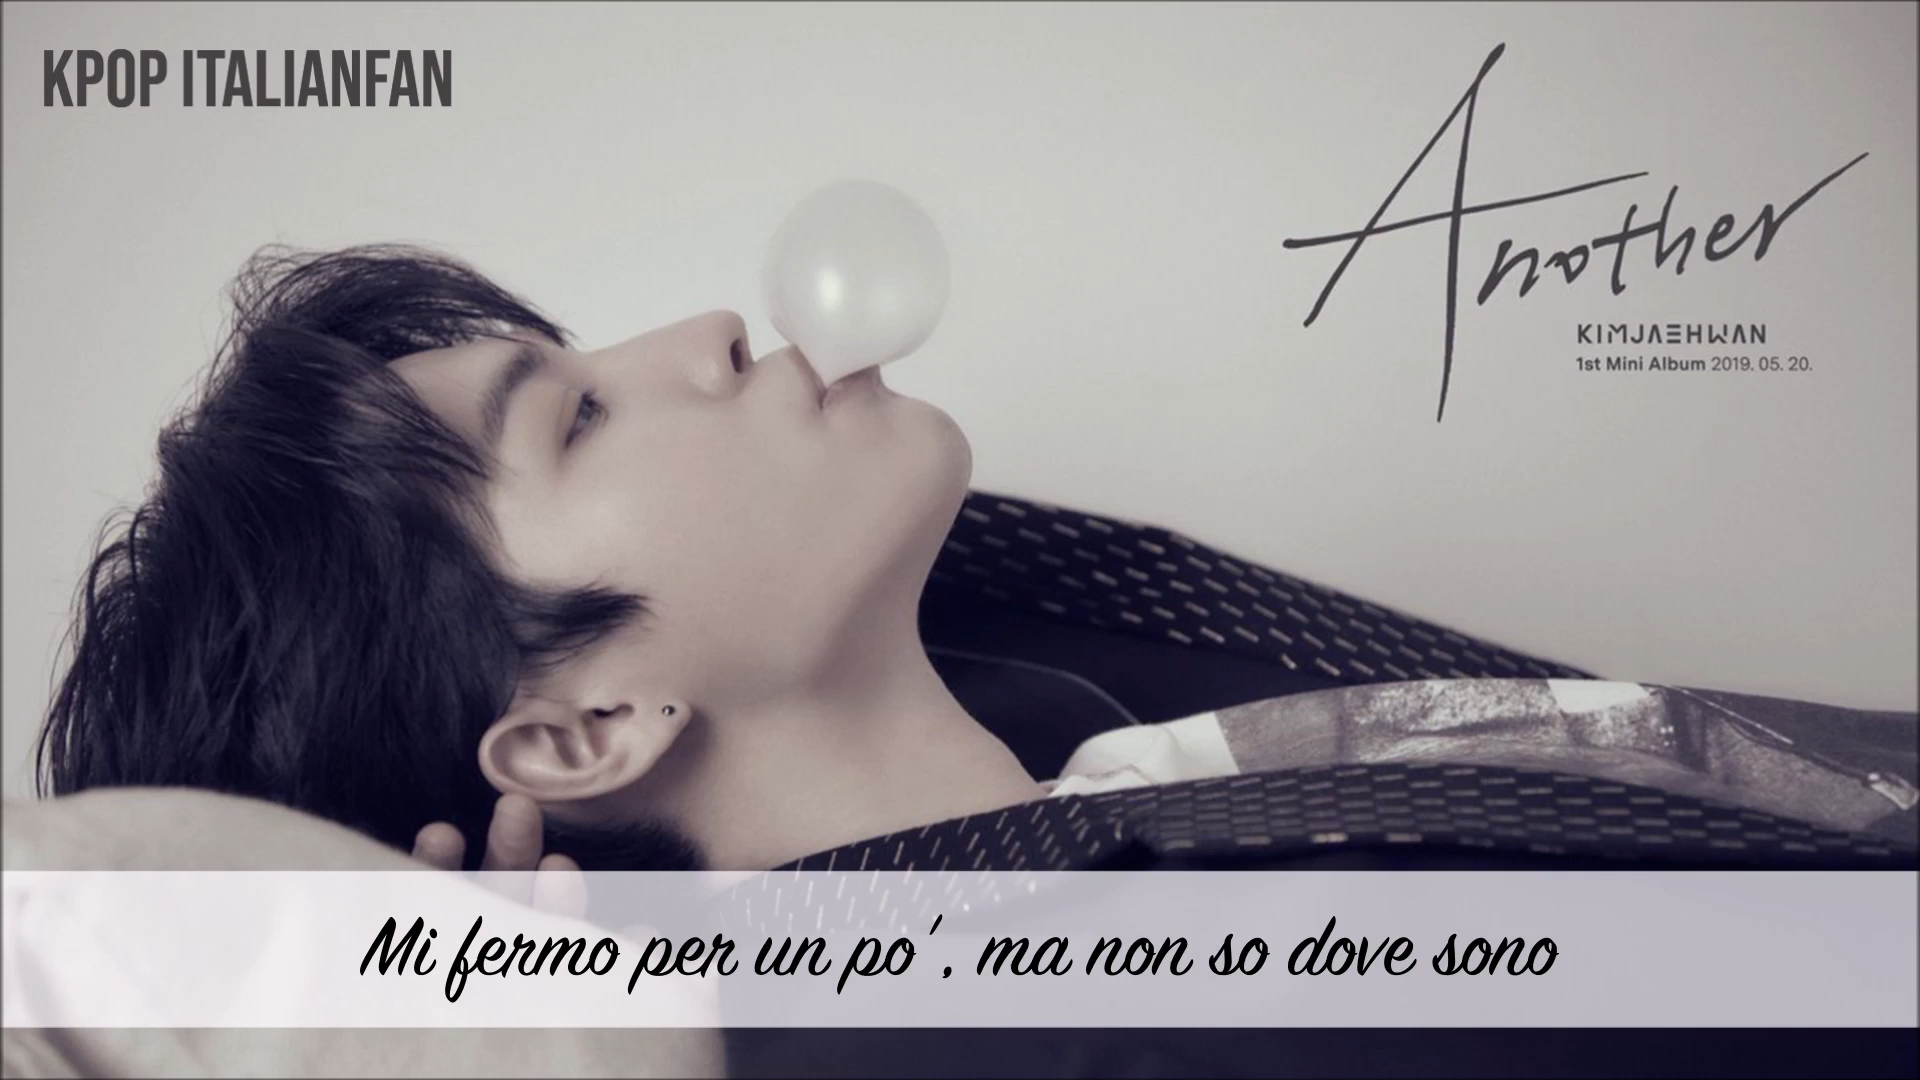 KPOP ITALIANFAN
Another
KIMJAEHWAN
1st Mini Album 2019. 05. 20.
Mi fermo per un po', ma non so dove sono